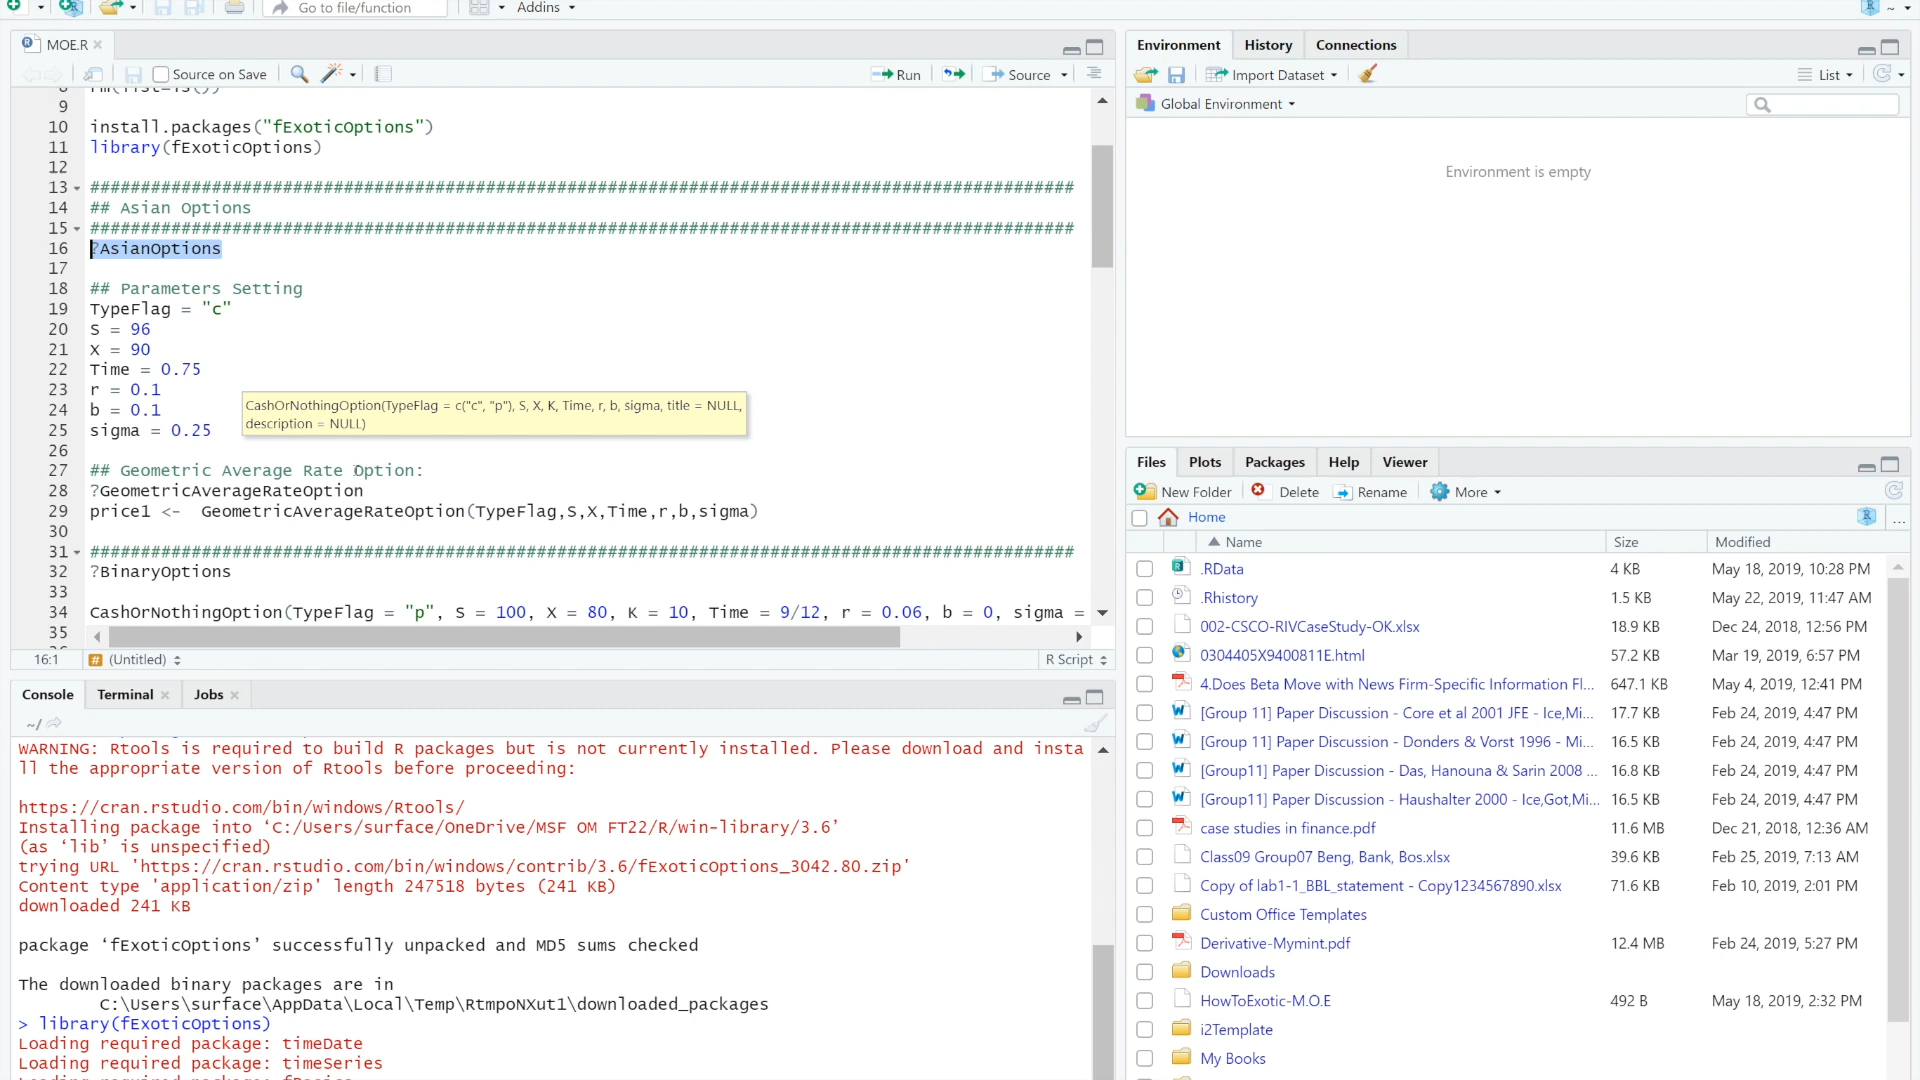 Go to file/function
Addins
MOE.R
Source on Save
Run
Source
9
10 install.packages("fExoticOptions")
11 library(fExoticOptions)
12
13 #################################################################################################
14 ## Asian Options
15 #################################################################################################
16 ?AsianOptions
17
18 ## Parameters Setting
19 TypeFlag = "c"
20 S = 96
21 X = 90
22 Time = 0.75
23 r = 0.1
24 b = 0.1
25 sigma = 0.25
CashOrNothingOption(TypeFlag = c("c", "p"), S, X, K, Time, r, b, sigma, title = NULL,
description = NULL)
26
27 ## Geometric Average Rate Option:
28 ?GeometricAverageRateOption
29 price1 <-  GeometricAverageRateOption(TypeFlag,S,X,Time,r,b,sigma)
30
31 #################################################################################################
32 ?BinaryOptions
33
34 CashOrNothingOption(TypeFlag = "p", S = 100, X = 80, K = 10, Time = 9/12, r = 0.06, b = 0, sigma =
35
16:1 (Untitled) R Script
Console Terminal Jobs
~/
WARNING: Rtools is required to build R packages but is not currently installed. Please download and insta
ll the appropriate version of Rtools before proceeding:
https://cran.rstudio.com/bin/windows/Rtools/
Installing package into ‘C:/Users/surface/OneDrive/MSF OM FT22/R/win-library/3.6’
(as ‘lib’ is unspecified)
trying URL 'https://cran.rstudio.com/bin/windows/contrib/3.6/fExoticOptions_3042.80.zip'
Content type 'application/zip' length 247518 bytes (241 KB)
downloaded 241 KB
package ‘fExoticOptions’ successfully unpacked and MD5 sums checked
The downloaded binary packages are in
C:\Users\surface\AppData\Local\Temp\RtmpoNXut1\downloaded_packages
> library(fExoticOptions)
Loading required package: timeDate
Loading required package: timeSeries
Environment History Connections
Import Dataset List
Global Environment
Environment is empty
Files Plots Packages Help Viewer
New Folder Delete Rename More
Home ...
Name Size Modified
.RData 4 KB May 18, 2019, 10:28 PM
.Rhistory 1.5 KB May 22, 2019, 11:47 AM
002-CSCO-RIVCaseStudy-OK.xlsx 18.9 KB Dec 24, 2018, 12:56 PM
0304405X9400811E.html 57.2 KB Mar 19, 2019, 6:57 PM
4.Does Beta Move with News Firm-Specific Information Fl... 647.1 KB May 4, 2019, 12:41 PM
[Group 11] Paper Discussion - Core et al 2001 JFE - Ice,Mi... 17.7 KB Feb 24, 2019, 4:47 PM
[Group 11] Paper Discussion - Donders & Vorst 1996 - Mi... 16.5 KB Feb 24, 2019, 4:47 PM
[Group11] Paper Discussion - Das, Hanouna & Sarin 2008 ... 16.8 KB Feb 24, 2019, 4:47 PM
[Group11] Paper Discussion - Haushalter 2000 - Ice,Got,Mi... 16.5 KB Feb 24, 2019, 4:47 PM
case studies in finance.pdf 11.6 MB Dec 21, 2018, 12:36 AM
Class09 Group07 Beng, Bank, Bos.xlsx 39.6 KB Feb 25, 2019, 7:13 AM
Copy of lab1-1_BBL_statement - Copy1234567890.xlsx 71.6 KB Feb 10, 2019, 2:01 PM
Custom Office Templates
Derivative-Mymint.pdf 12.4 MB Feb 24, 2019, 5:27 PM
Downloads
HowToExotic-M.O.E 492 B May 18, 2019, 2:32 PM
i2Template
My Books